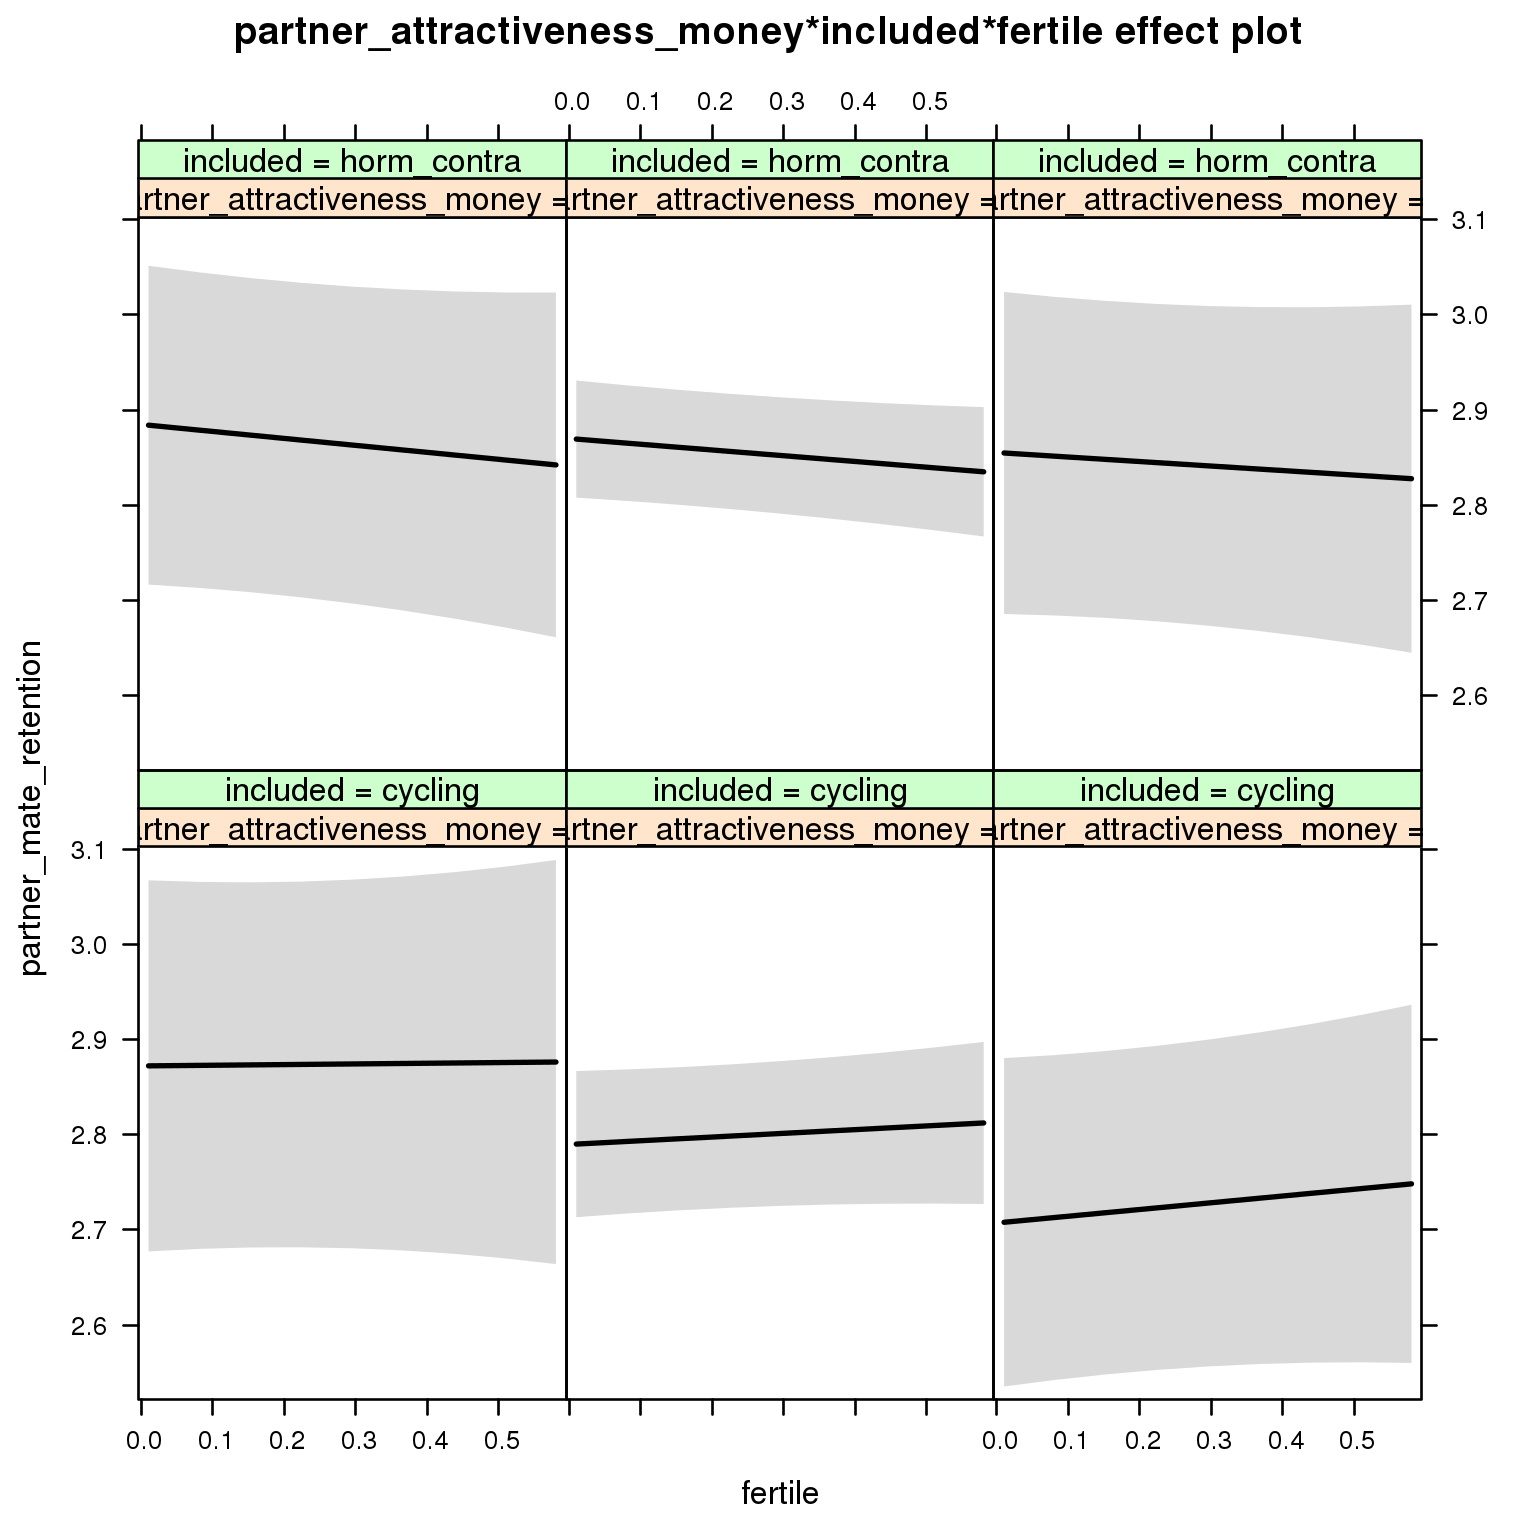 partner_attractiveness_money*included*fertile effect plot
0.0 0.1 0.2 0.3 0.4 0.5
included = horm_contra included = horm_contra included = horm_contra
rtner_attractiveness_money = rtner_attractiveness_money = rtner_attractiveness_money =
3.1
3.0
2.9
2.8
2.7
2.6
partner_mate_retention
included = cycling included = cycling included = cycling
rtner_attractiveness_money = rtner_attractiveness_money = rtner_attractiveness_money =
3.1
3.0
2.9
2.8
2.7
2.6
0.0 0.1 0.2 0.3 0.4 0.5 0.0 0.1 0.2 0.3 0.4 0.5
fertile